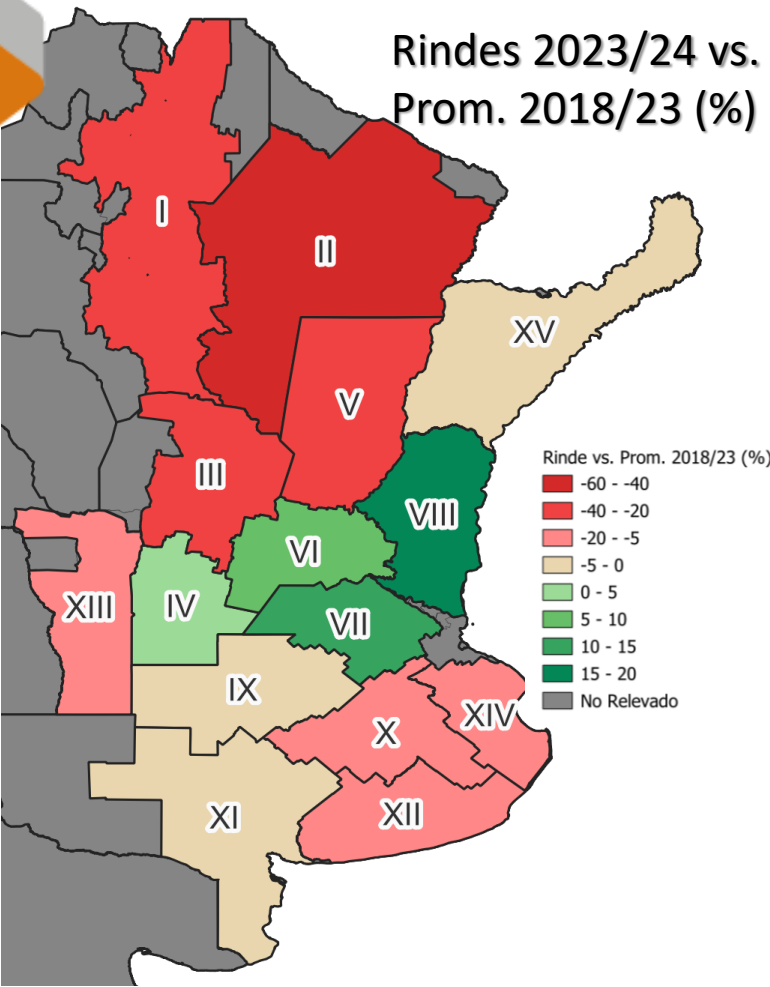 Rindes 2023/24 vs.
Prom. 2018/23 (%)
I
II
XV
V
III
VIII
VI
XIII
IV
VII
IX
XIV
X
XI
XII
Rinde vs. Prom. 2018/23 (%)
-60 - -40
-40 - -20
-20 - -5
-5 - 0
0 - 5
5 - 10
10 - 15
15 - 20
No Relevado